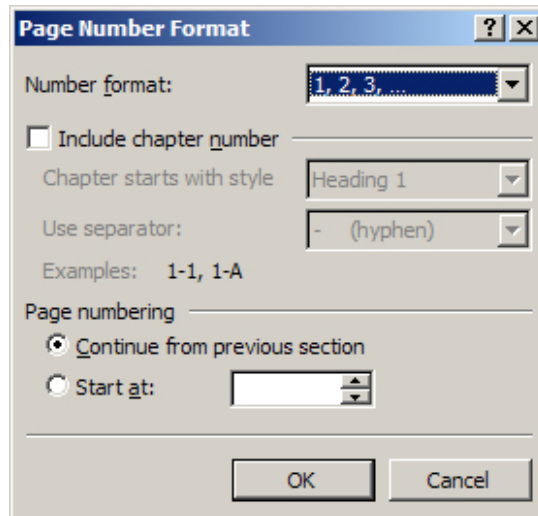 Page Number Format
Number format: 1, 2, 3, ...
Include chapter number
Chapter starts with style Heading 1
Use separator: - (hyphen)
Examples: 1-1, 1-A
Page numbering
Continue from previous section
Start at:
OK Cancel